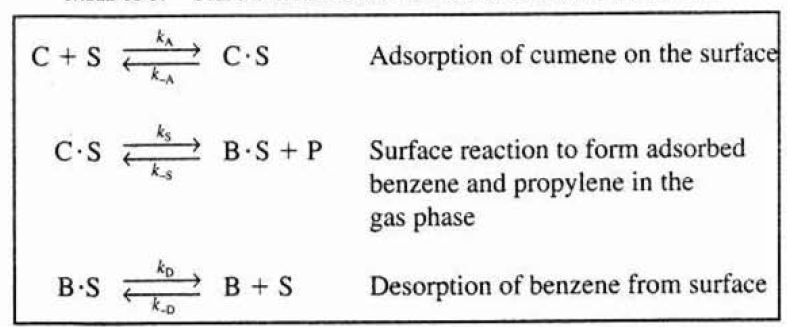 C + S ⇌ C·S Adsorption of cumene on the surface
k_A
k_-A
C·S ⇌ B·S + P Surface reaction to form adsorbed
k_S
k_-S
benzene and propylene in the
gas phase
B·S ⇌ B + S Desorption of benzene from surface
k_D
k_-D